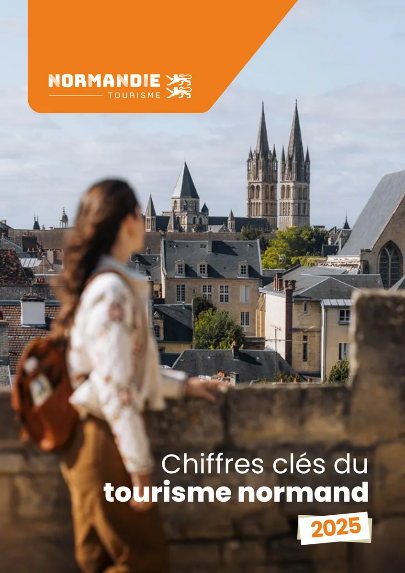 NORMANDIE
TOURISME
Chiffres clés du
tourisme normand
2025